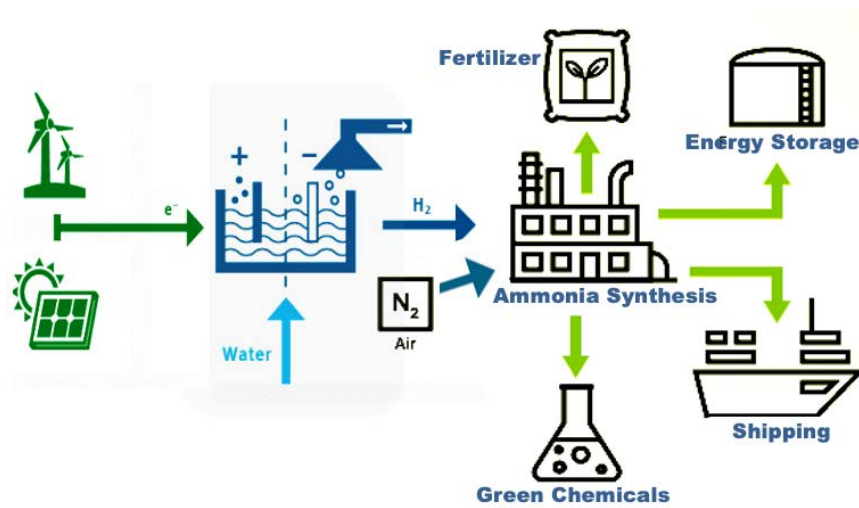 Fertilizer
Energy Storage
+
−
e⁻
H₂
Ammonia Synthesis
N₂
Air
Water
Shipping
Green Chemicals